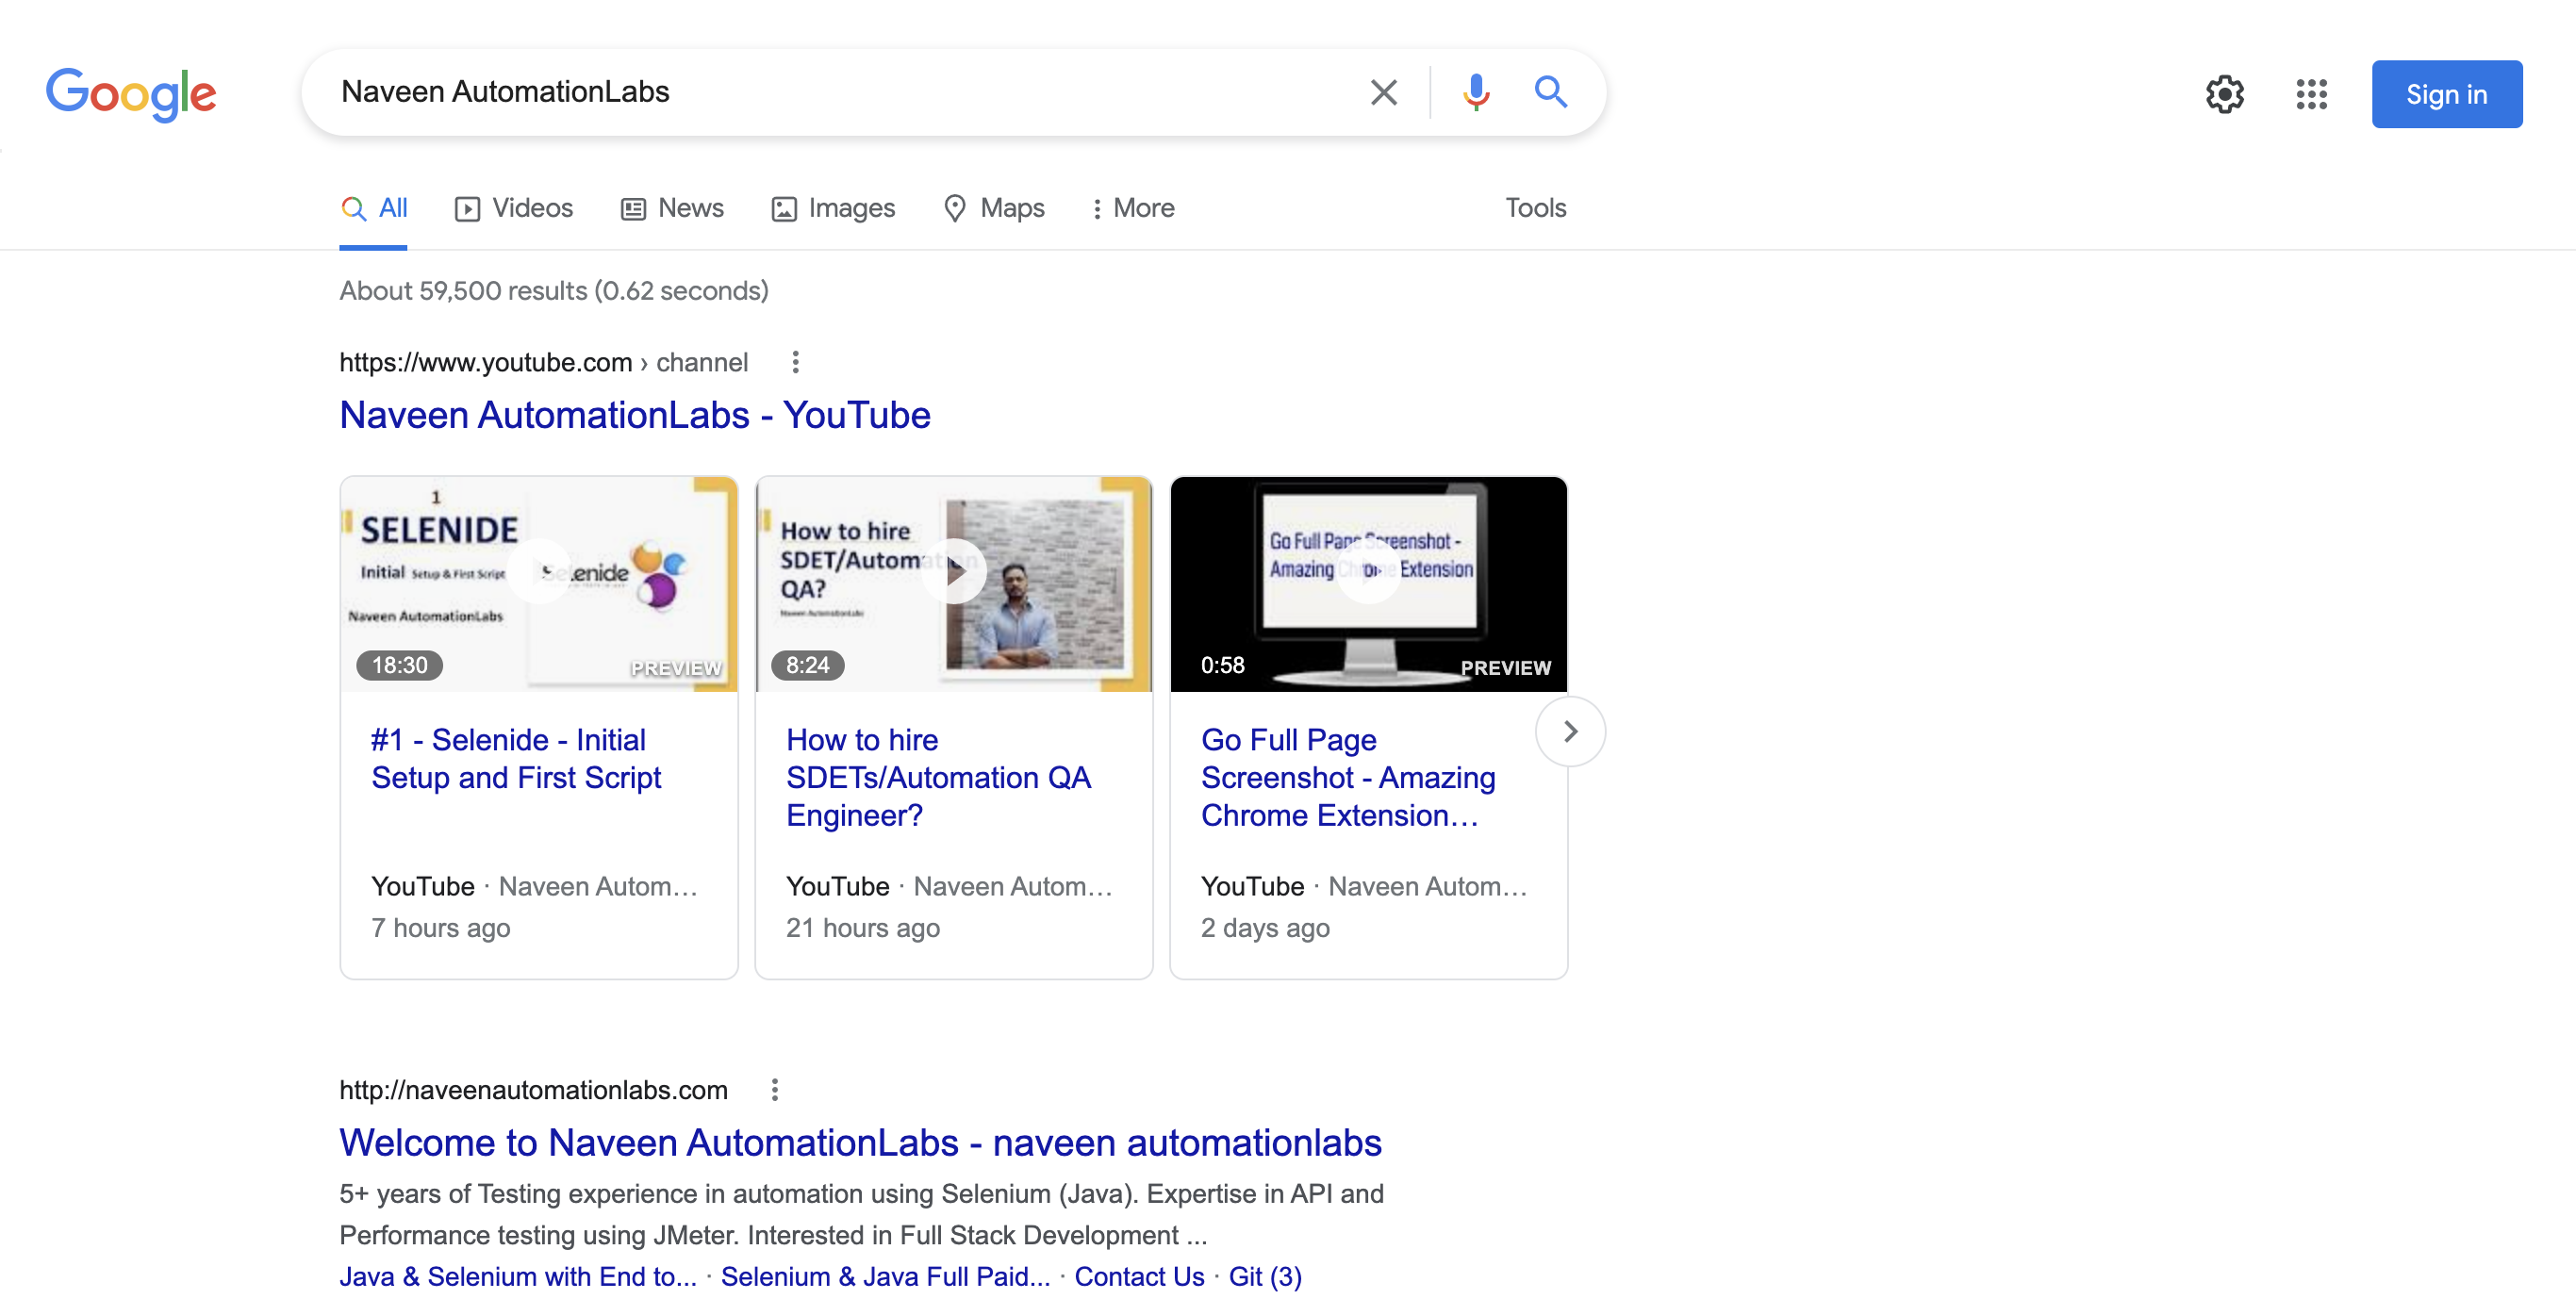 Google
Naveen AutomationLabs
Sign in
All
Videos
News
Images
Maps
More
Tools
About 59,500 results (0.62 seconds)
https://www.youtube.com › channel
Naveen AutomationLabs - YouTube
1
SELENIDE
Initial Setup & First Script
Naveen AutomationLabs
18:30
PREVIEW
How to hire
SDET/Automation
QA?
Naveen AutomationLabs
8:24
Go Full Page Screenshot -
Amazing Chrome Extension
0:58
PREVIEW
#1 - Selenide - Initial
Setup and First Script
YouTube · Naveen Autom...
7 hours ago
How to hire
SDETs/Automation QA
Engineer?
YouTube · Naveen Autom...
21 hours ago
Go Full Page
Screenshot - Amazing
Chrome Extension...
YouTube · Naveen Autom...
2 days ago
http://naveenautomationlabs.com
Welcome to Naveen AutomationLabs - naveen automationlabs
5+ years of Testing experience in automation using Selenium (Java). Expertise in API and
Performance testing using JMeter. Interested in Full Stack Development ...
Java & Selenium with End to... · Selenium & Java Full Paid... · Contact Us · Git (3)